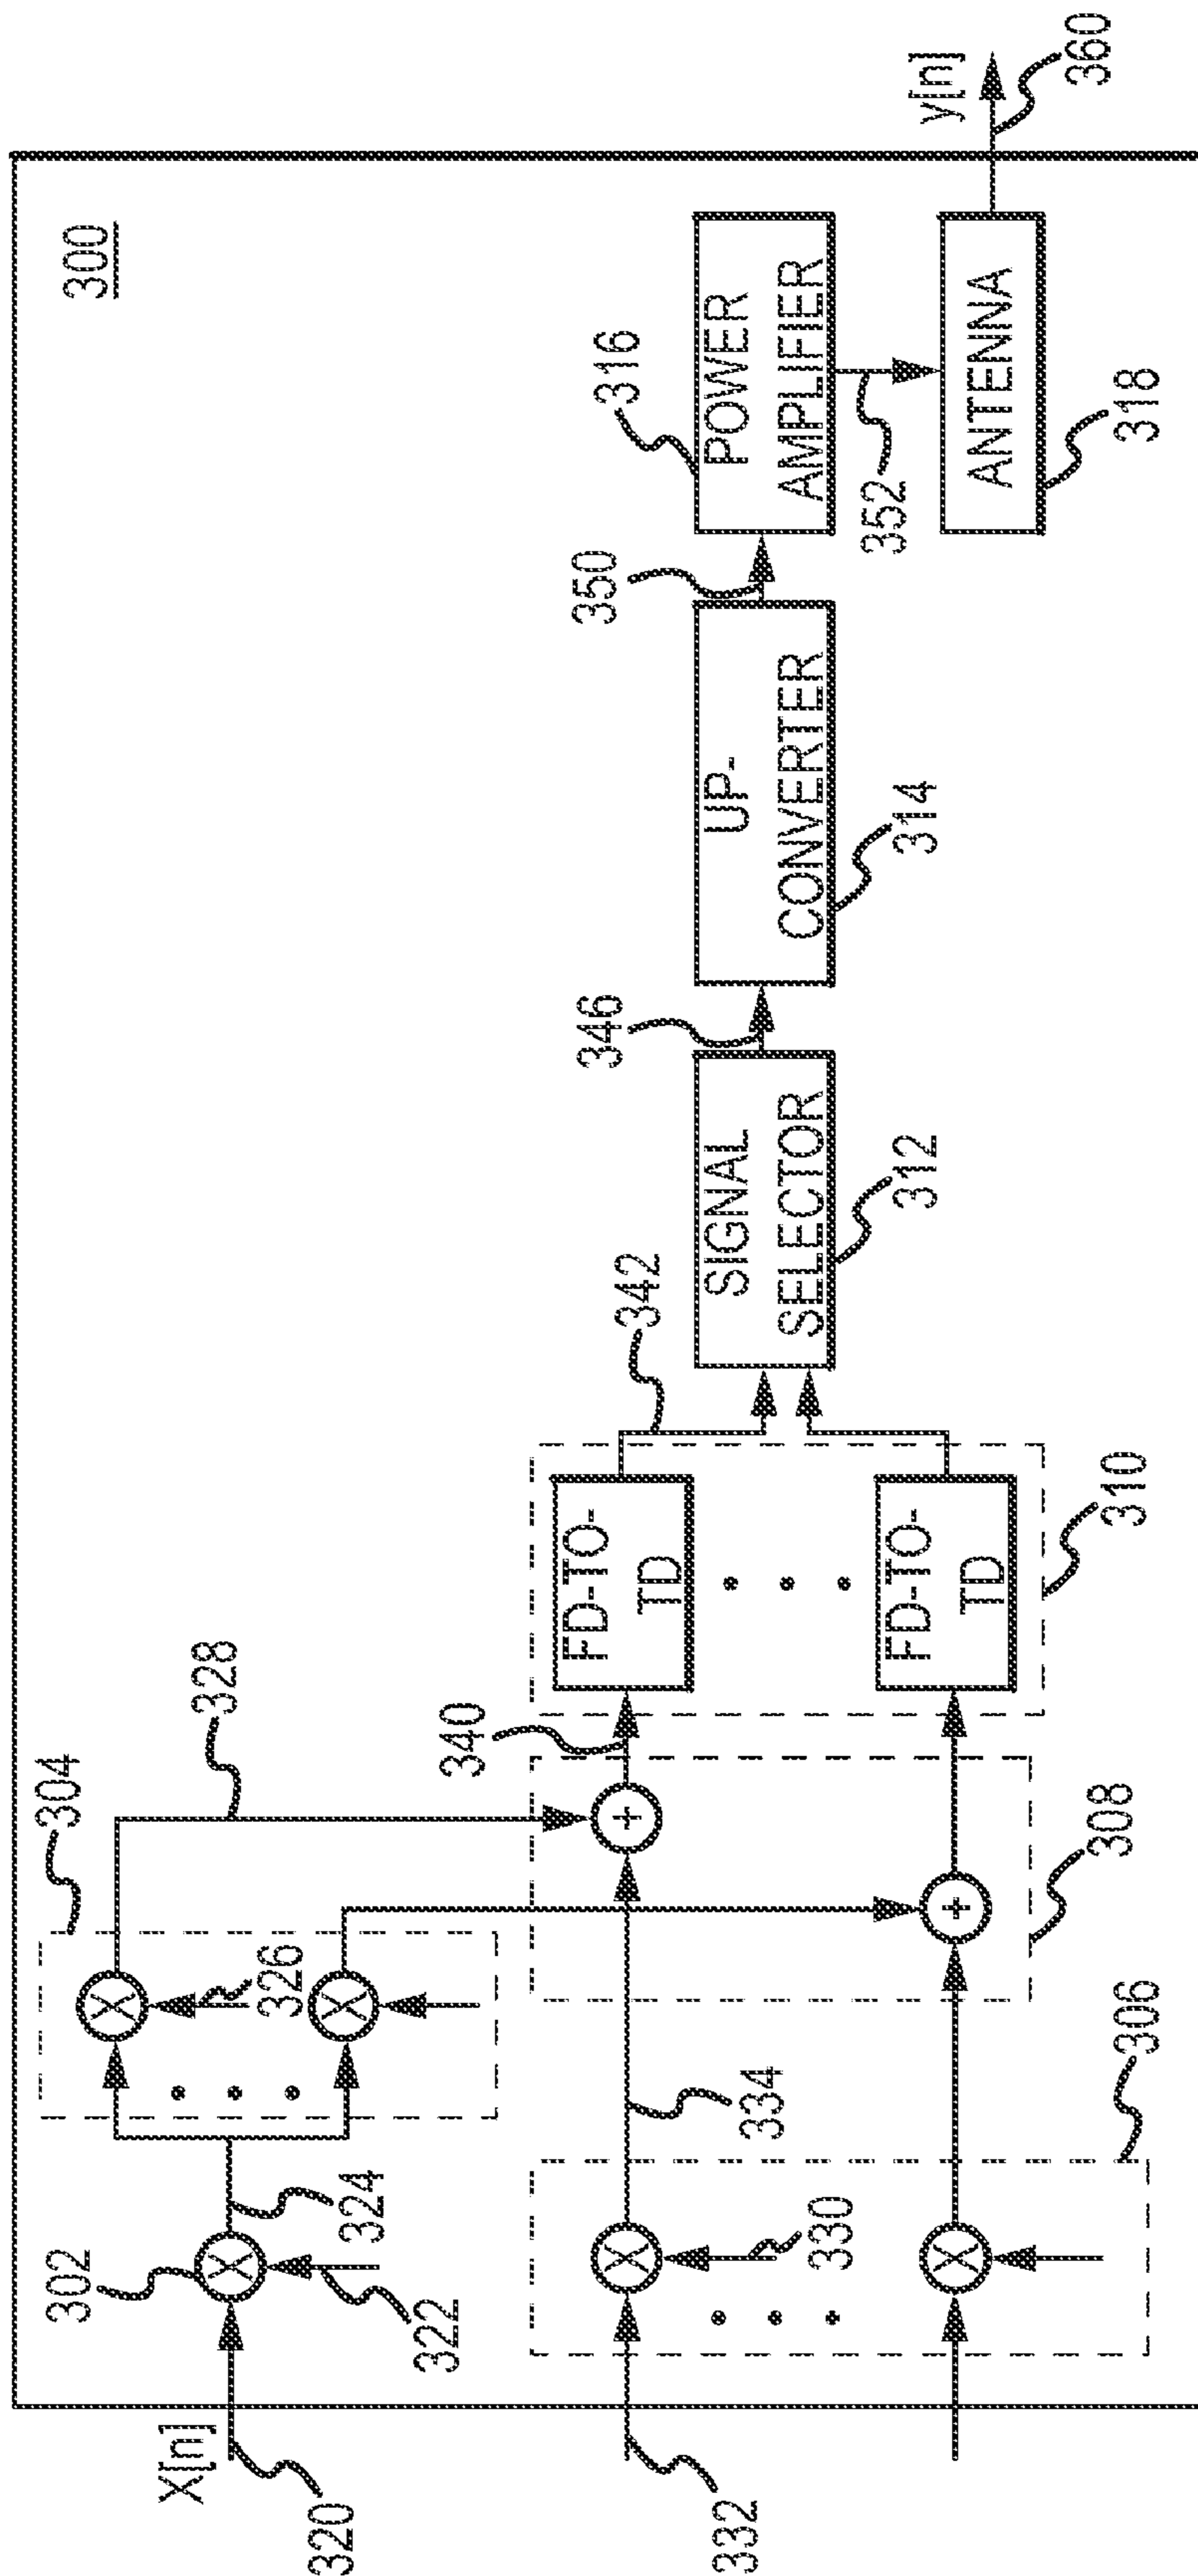 300
X[n]
320
302
322
324
304
326
328
332
330
334
306
308
340
FD-TO-
TD
FD-TO-
TD
310
342
SIGNAL
SELECTOR
312
346
UP-
CONVERTER
314
350
POWER
AMPLIFIER
316
352
ANTENNA
318
y[n]
360
X
X
X
X
X
+
+